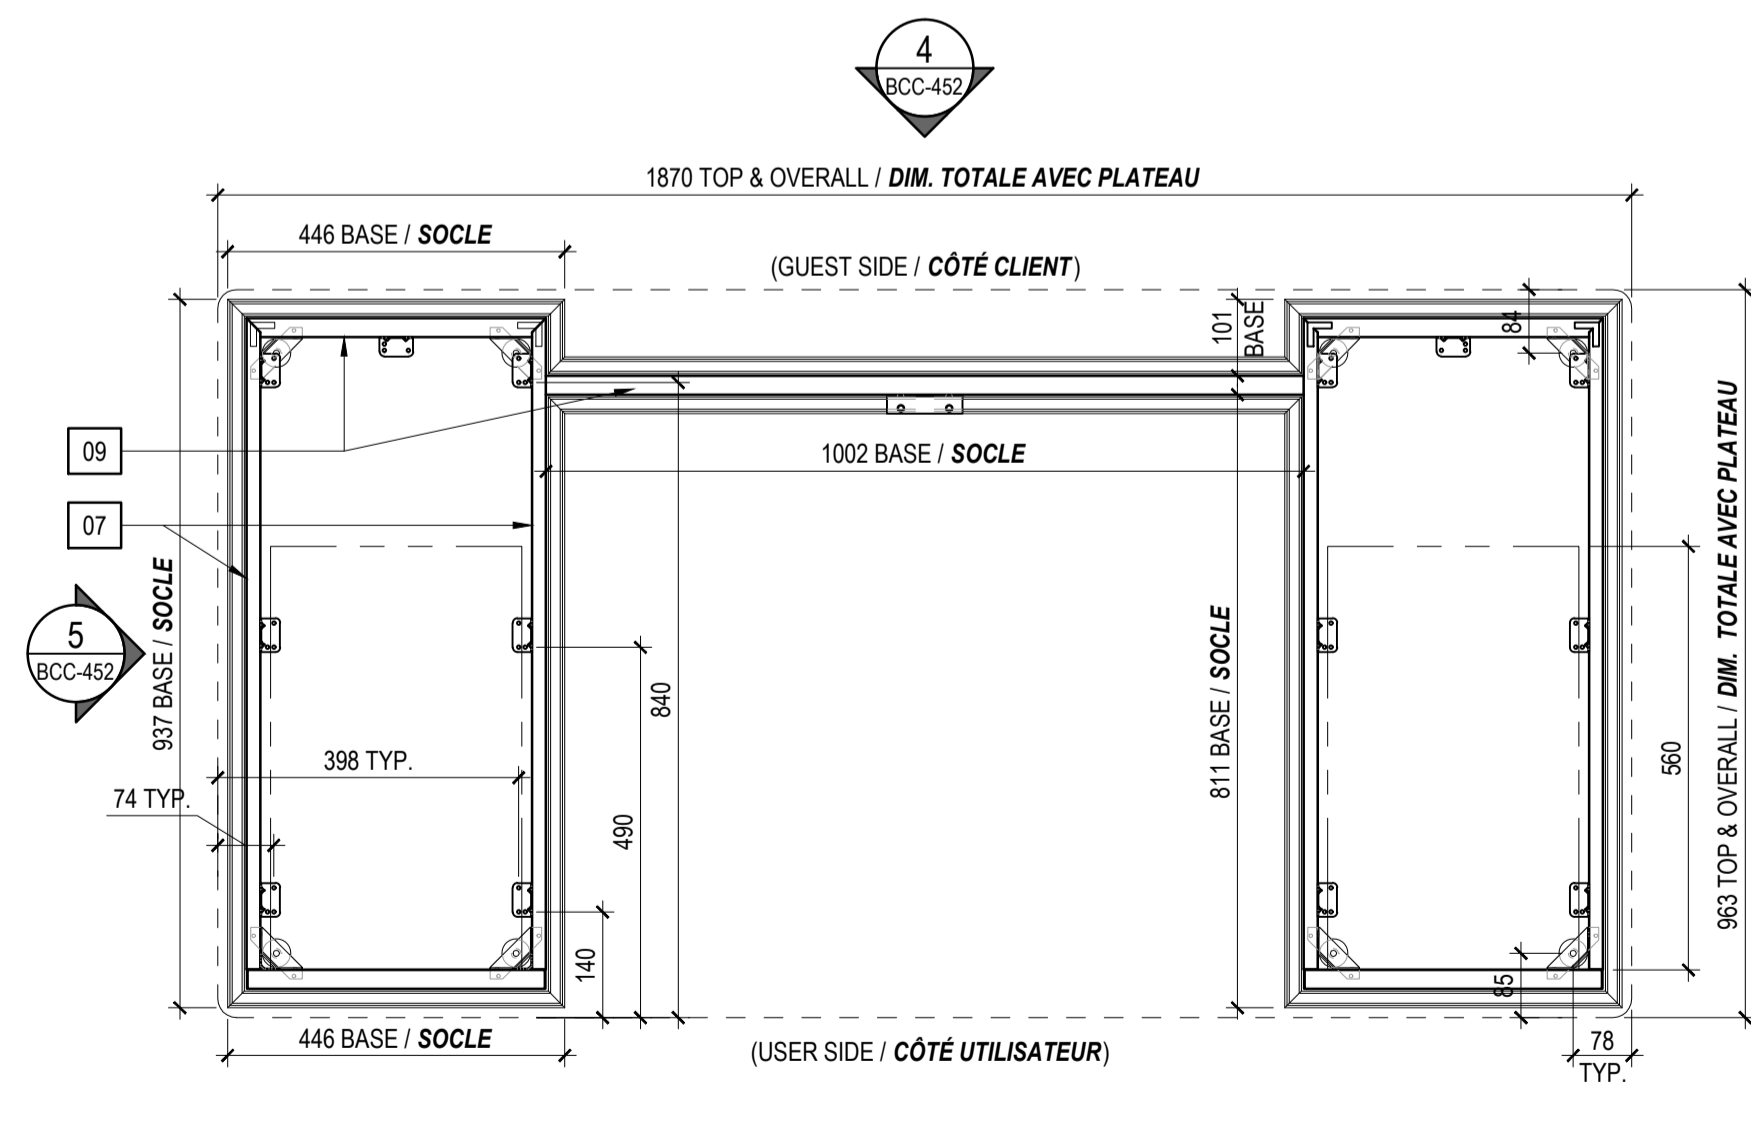 4
BCC-452
1870 TOP & OVERALL / DIM. TOTALE AVEC PLATEAU
446 BASE / SOCLE
(GUEST SIDE / CÔTÉ CLIENT)
101
BASE
84
09
1002 BASE / SOCLE
07
5
BCC-452
937 BASE / SOCLE
840
811 BASE / SOCLE
560
963 TOP & OVERALL / DIM. TOTALE AVEC PLATEAU
398 TYP.
74 TYP.
490
140
85
446 BASE / SOCLE
(USER SIDE / CÔTÉ UTILISATEUR)
78
TYP.